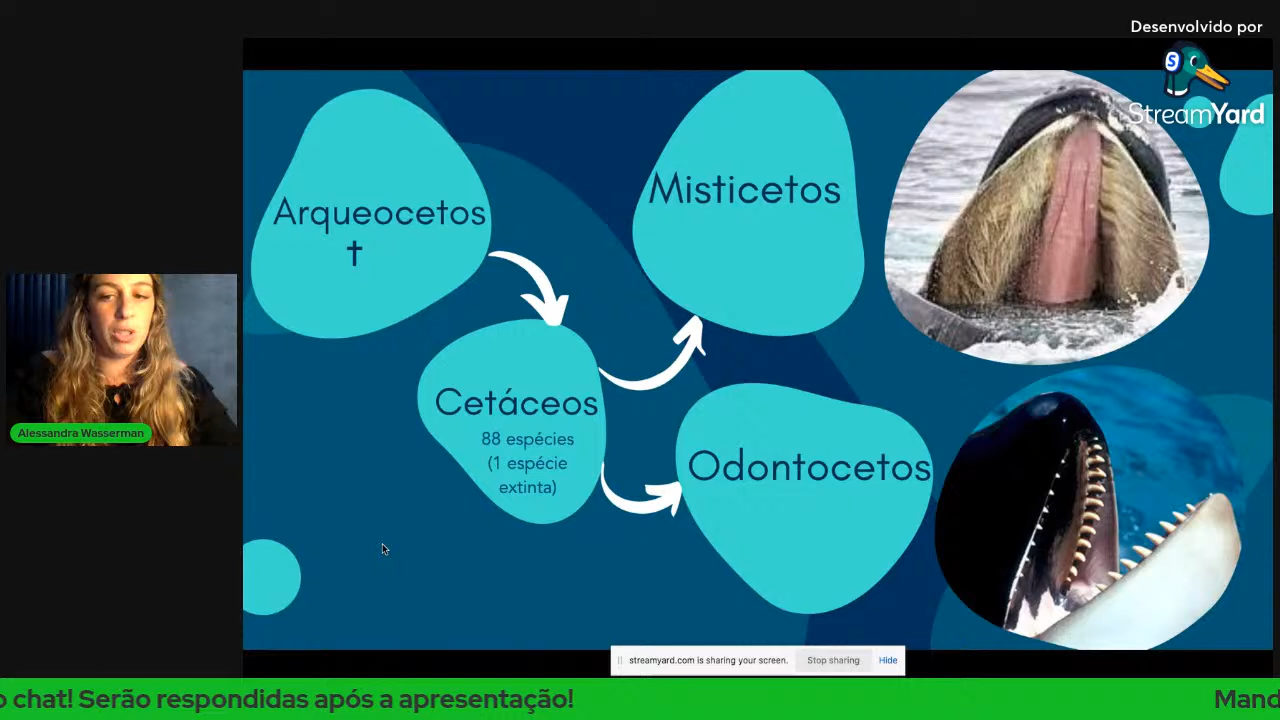 Desenvolvido por
StreamYard
Arqueocetos
†
Misticetos
Cetáceos
88 espécies
(1 espécie
extinta)
Odontocetos
Alessandra Wasserman
streamyard.com is sharing your screen.
Stop sharing
Hide
o chat! Serão respondidas após a apresentação!
Mand